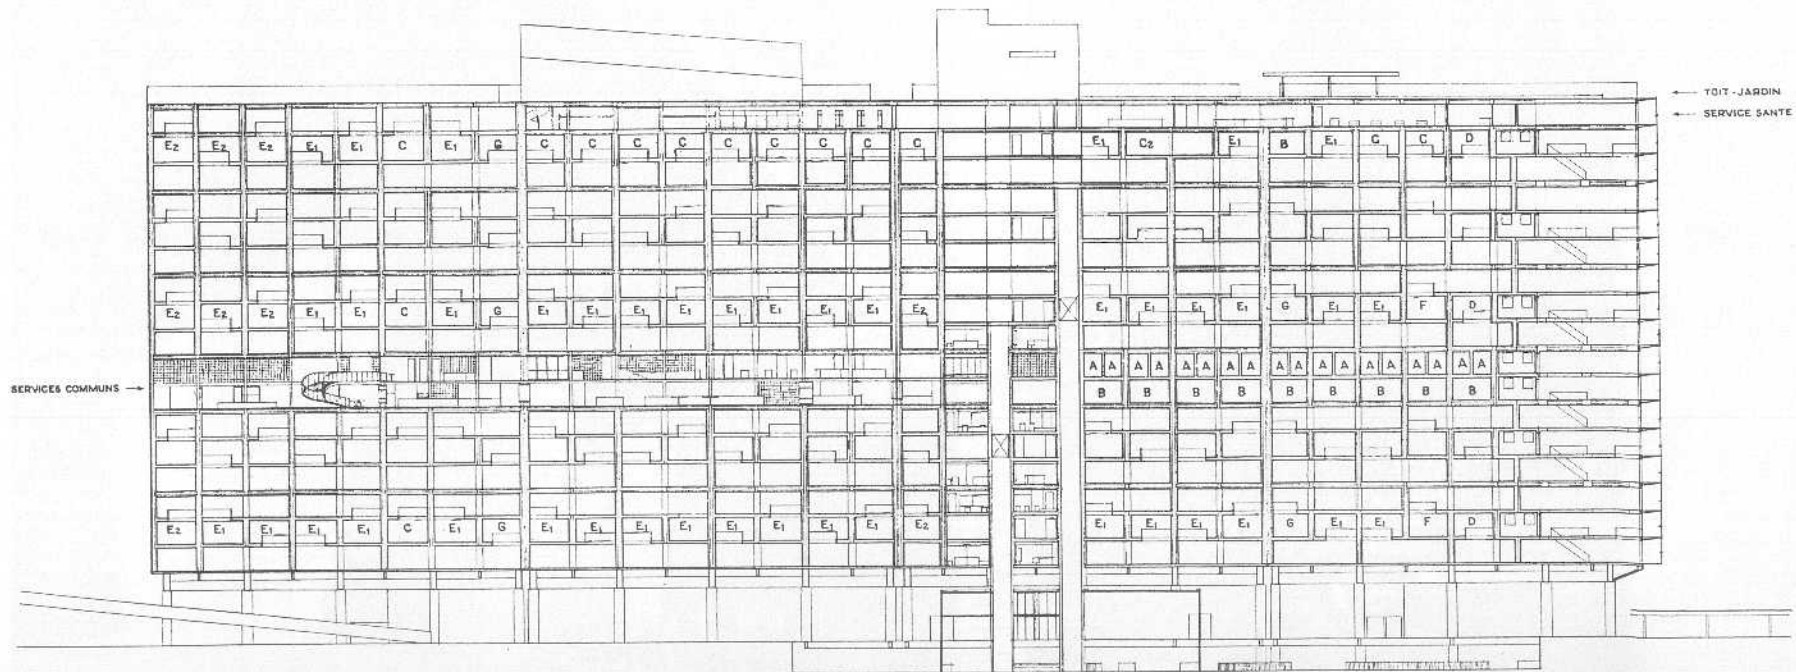 TOIT-JARDIN
SERVICE SANTE
E2 E2 E2 E1 E1 C E1 G C C C C C C C C C E1 C2 E1 B E1 G C D
E2 E2 E2 E1 E1 C E1 G E1 E1 E1 E1 E1 E1 E1 E1 E2 E1 E1 E1 E1 G E1 E1 F D
A A A A A A A A A A A A A A A A A A
SERVICES COMMUNS
B B B B B B B B B
E2 E1 E1 E1 E1 C E1 G E1 E1 E1 E1 E1 E1 E1 E1 E2 E1 E1 E1 E1 G E1 E1 F D